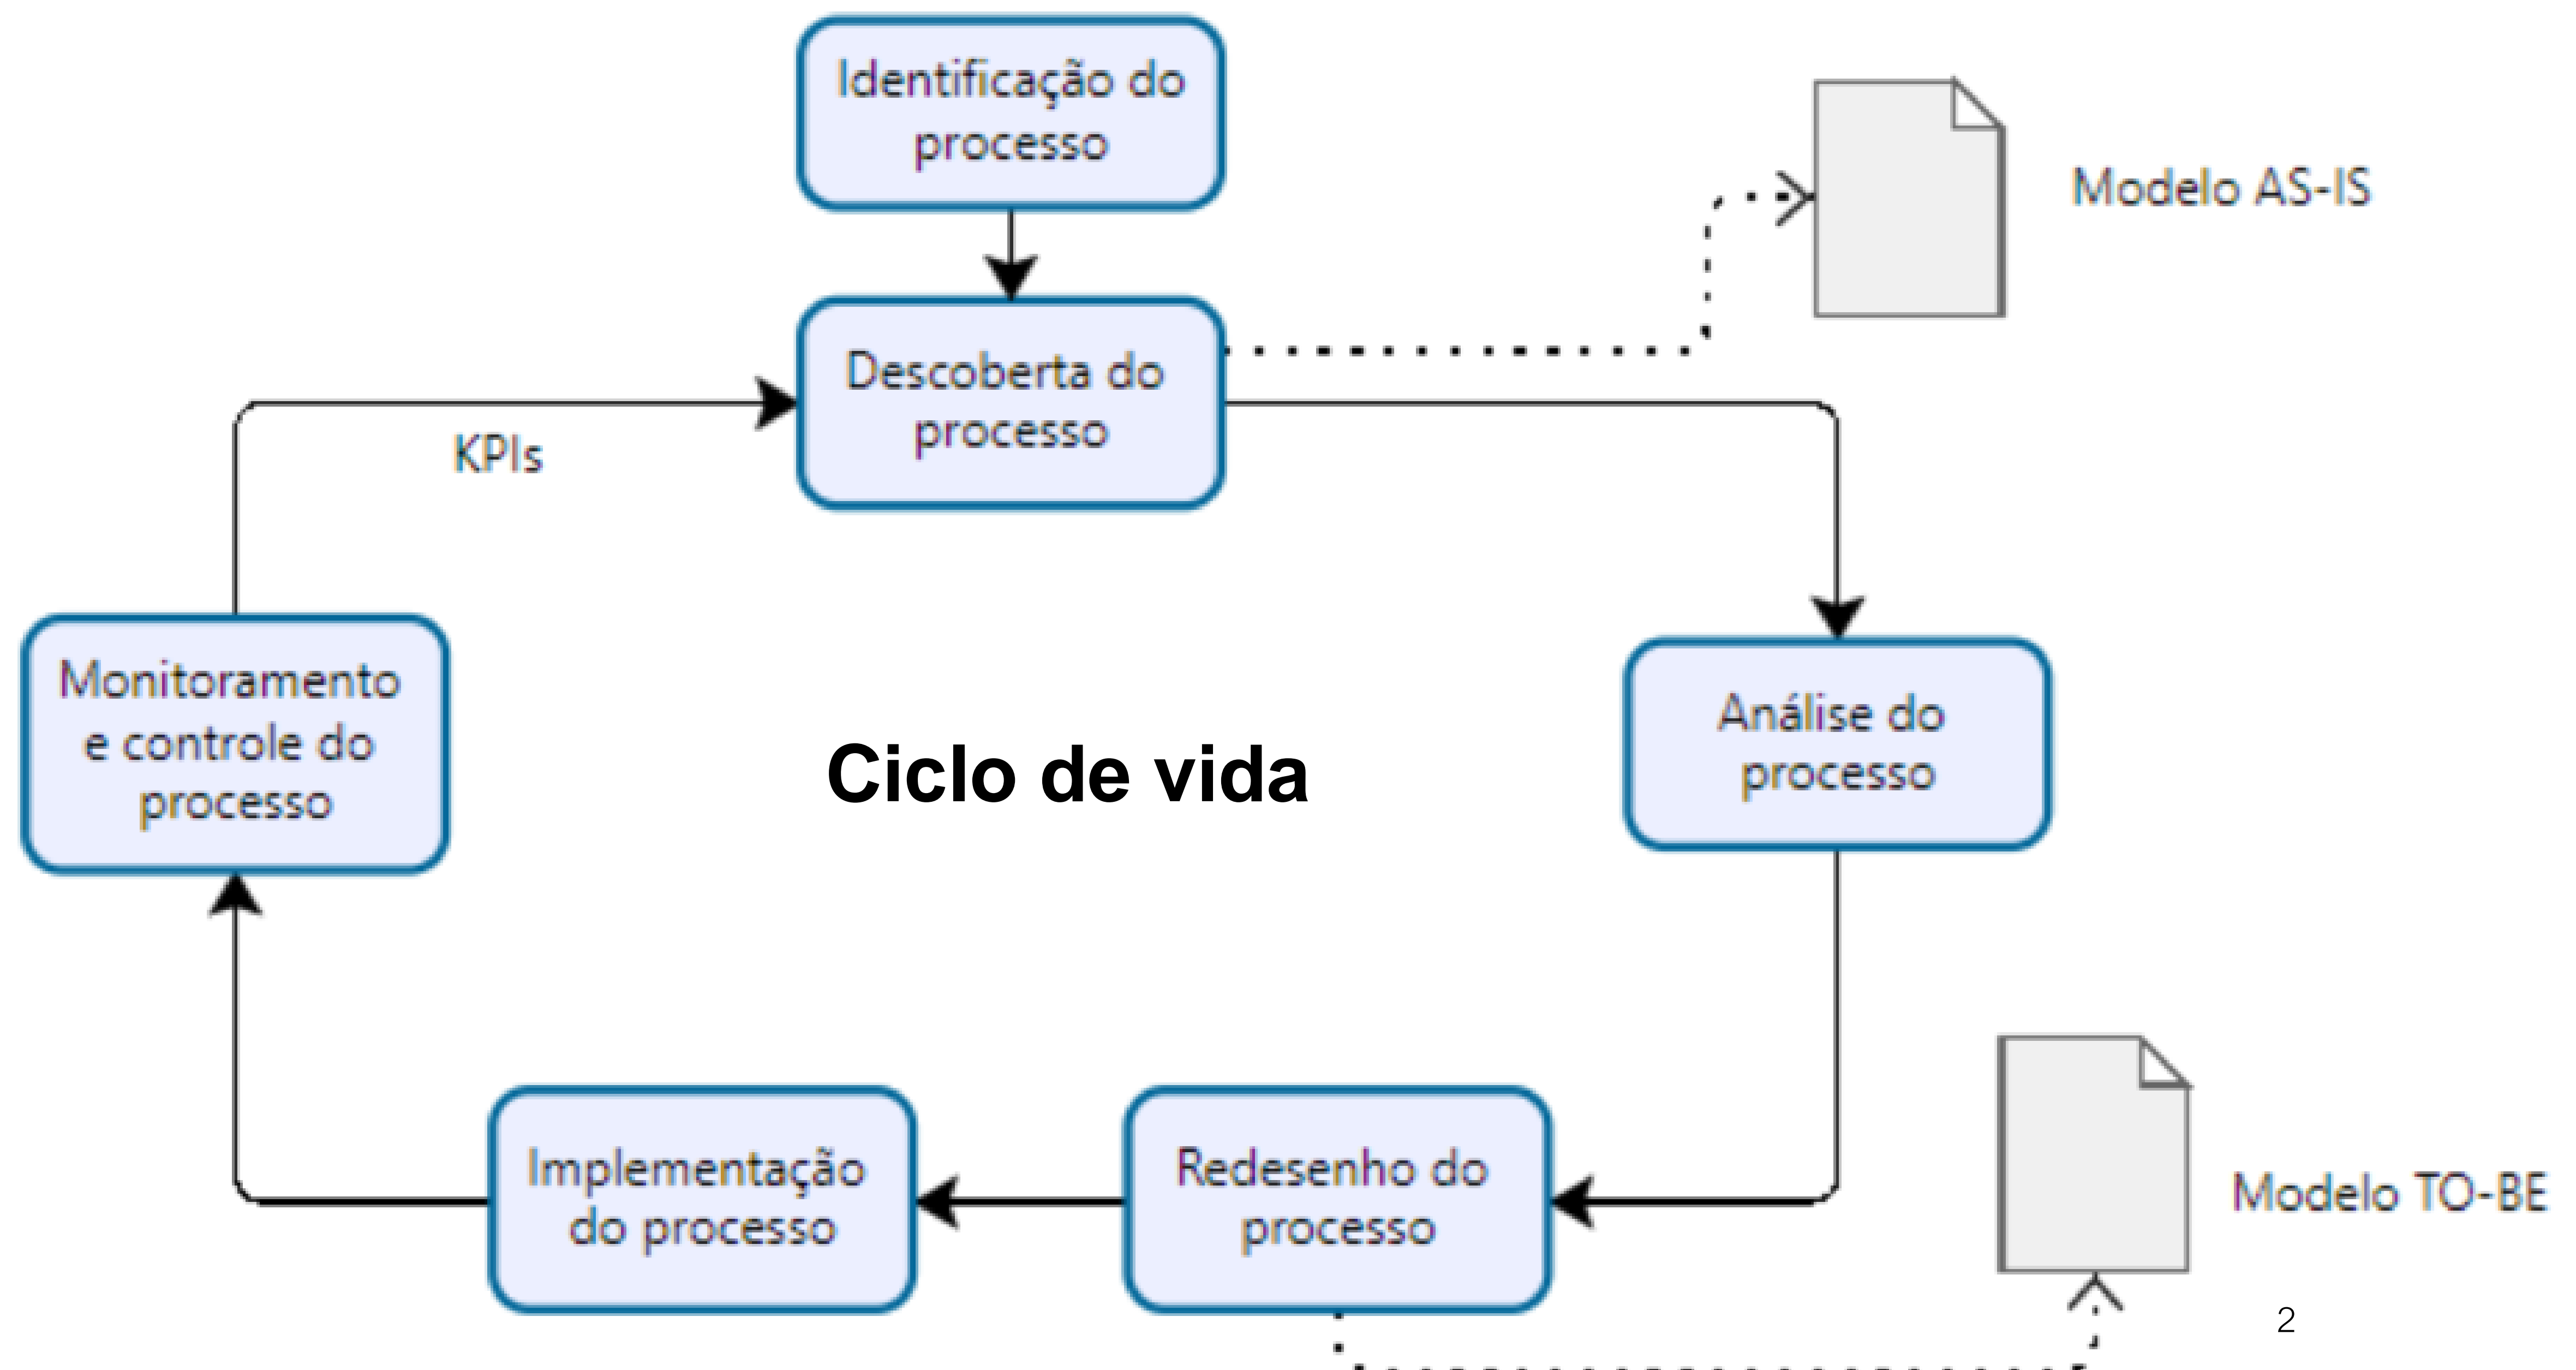 Identificação do
processo
Modelo AS-IS
Descoberta do
processo
KPIs
Monitoramento
e controle do
processo
Análise do
processo
Ciclo de vida
Implementação
do processo
Redesenho do
processo
Modelo TO-BE
2